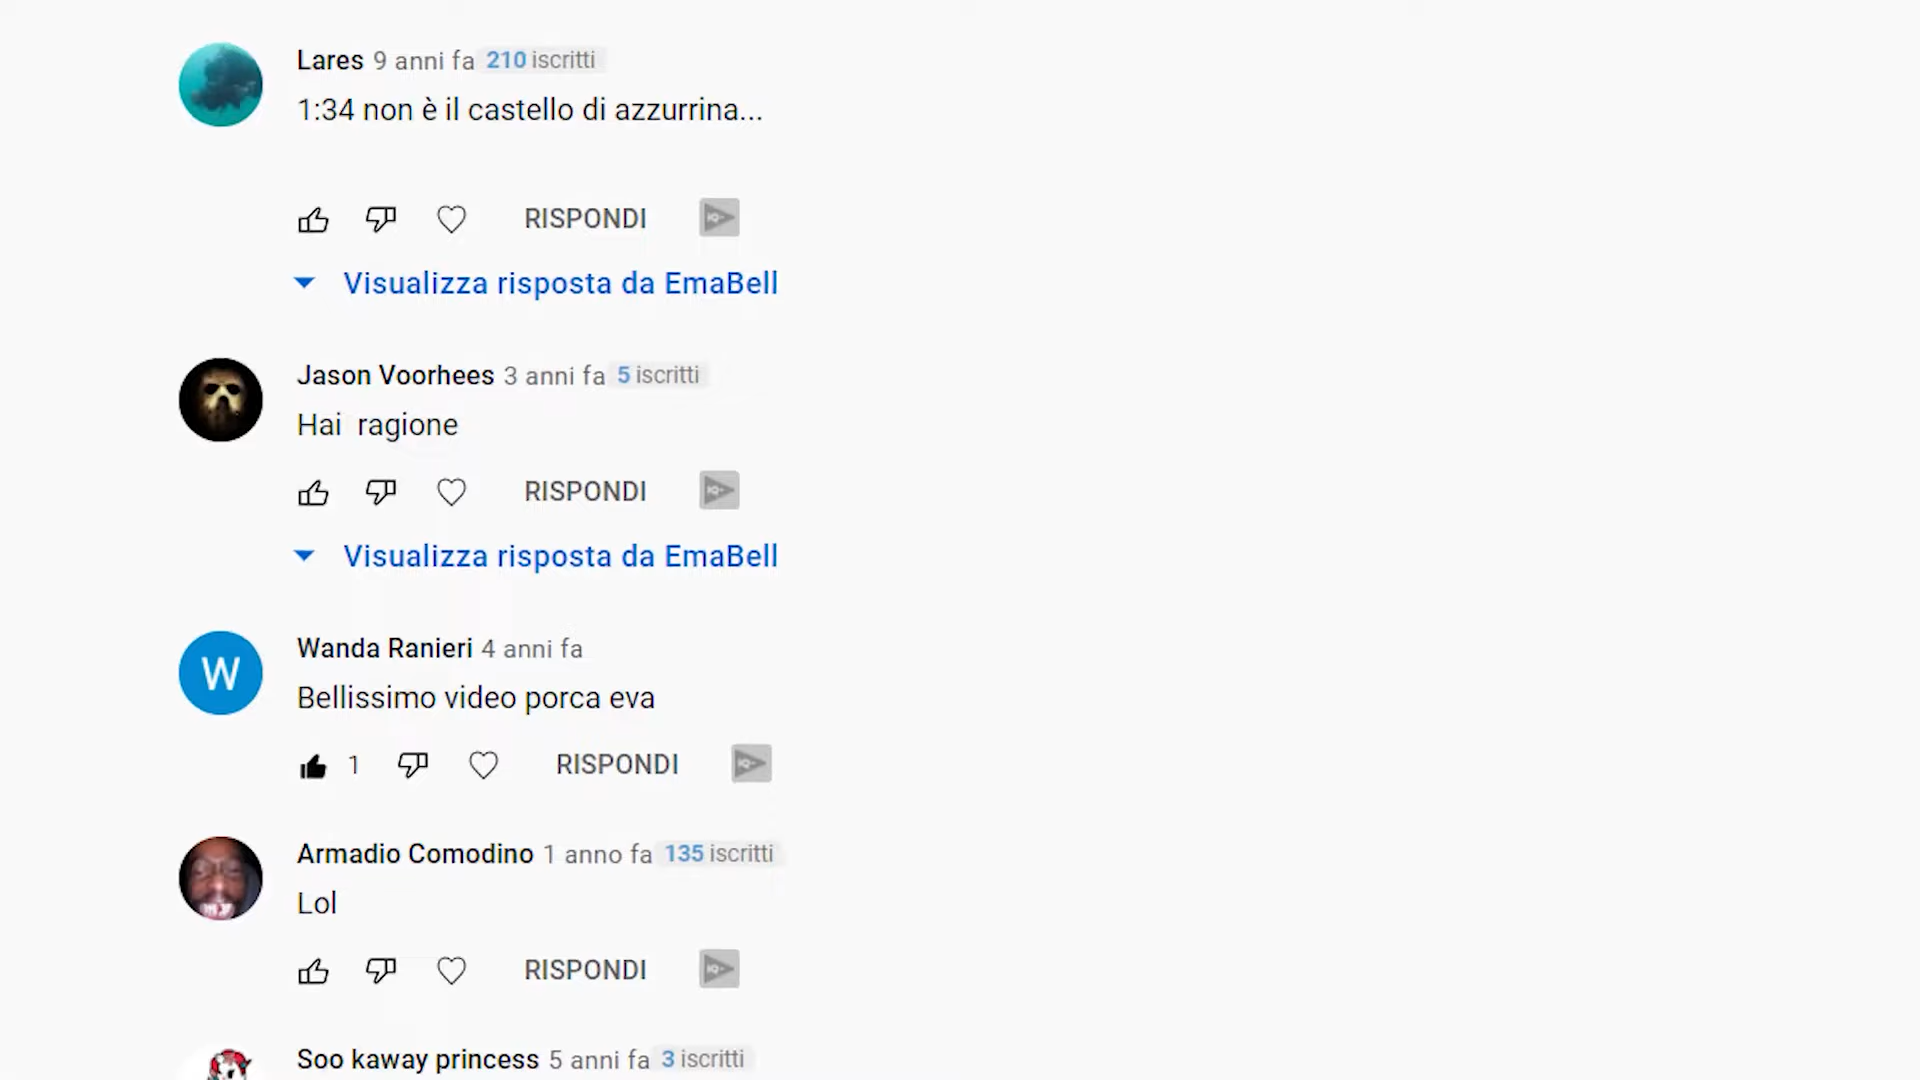 Lares 9 anni fa 210 iscritti
1:34 non è il castello di azzurrina...
RISPONDI
Visualizza risposta da EmaBell
Jason Voorhees 3 anni fa 5 iscritti
Hai ragione
RISPONDI
Visualizza risposta da EmaBell
W
Wanda Ranieri 4 anni fa
Bellissimo video porca eva
1 RISPONDI
Armadio Comodino 1 anno fa 135 iscritti
Lol
RISPONDI
Soo kaway princess 5 anni fa 3 iscritti